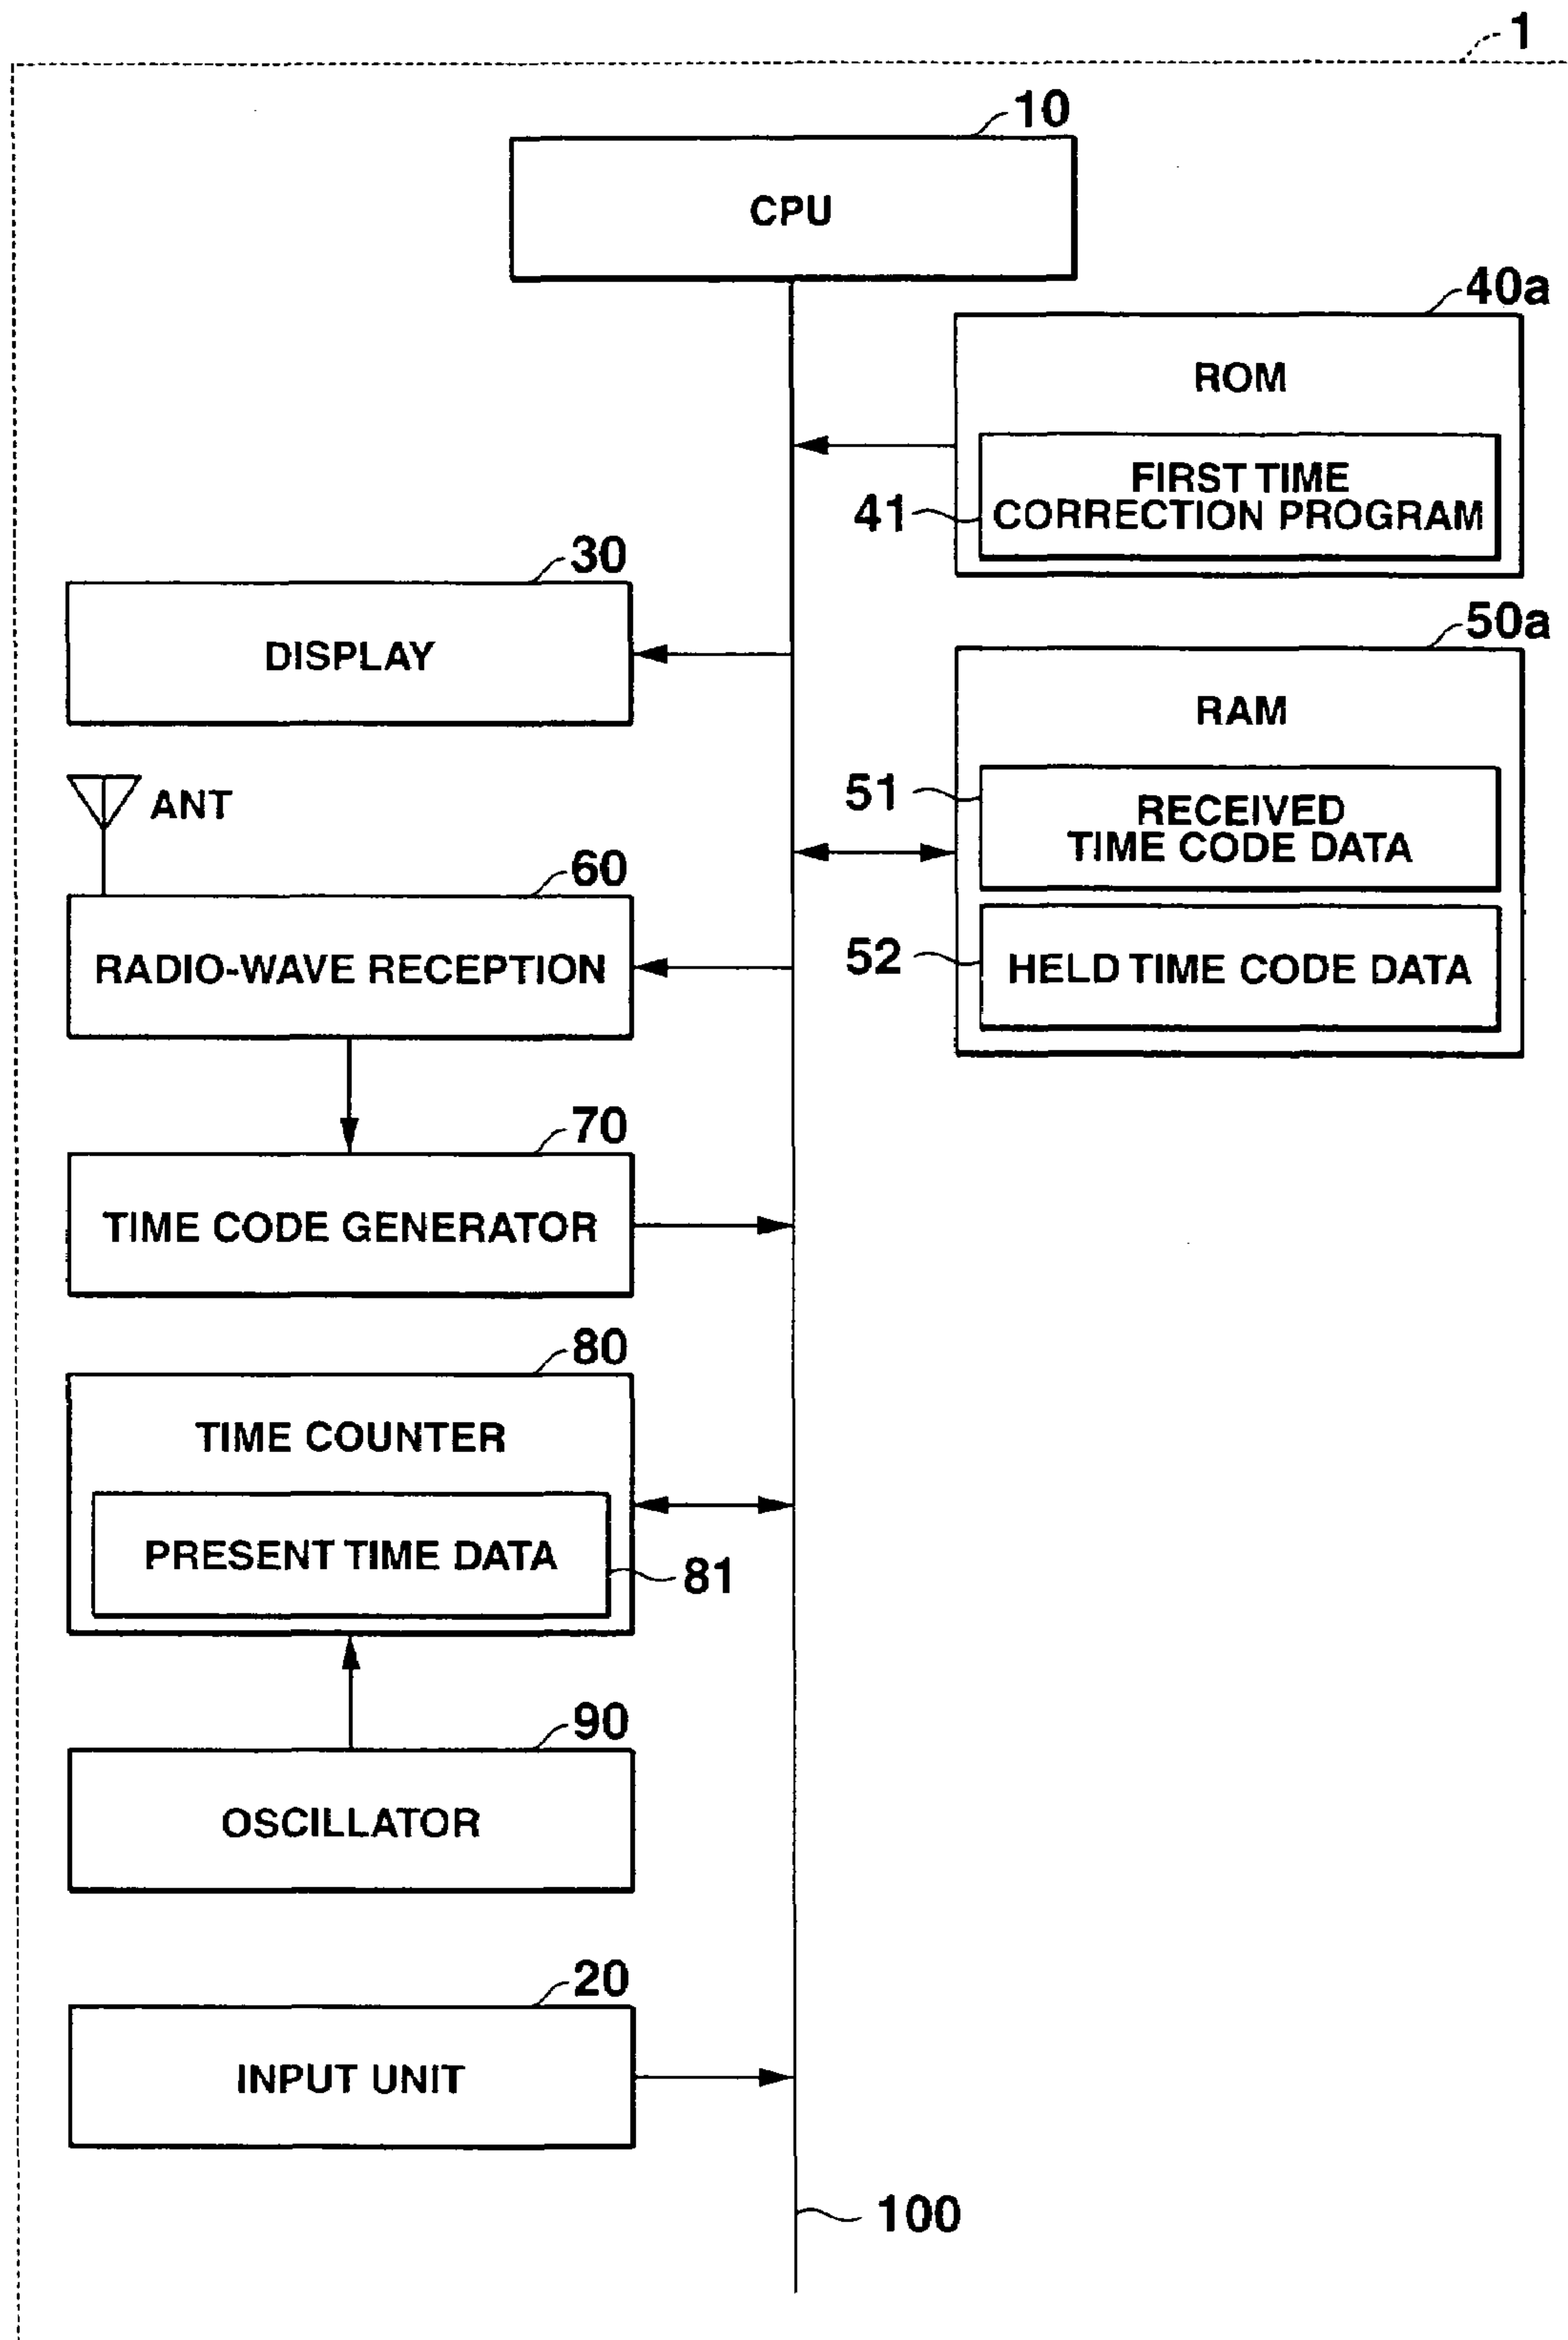 1
10
CPU
40a
ROM
FIRST TIME
CORRECTION PROGRAM
41
30
DISPLAY
50a
RAM
51
RECEIVED
TIME CODE DATA
52
HELD TIME CODE DATA
ANT
60
RADIO-WAVE RECEPTION
70
TIME CODE GENERATOR
80
TIME COUNTER
PRESENT TIME DATA
81
90
OSCILLATOR
20
INPUT UNIT
100